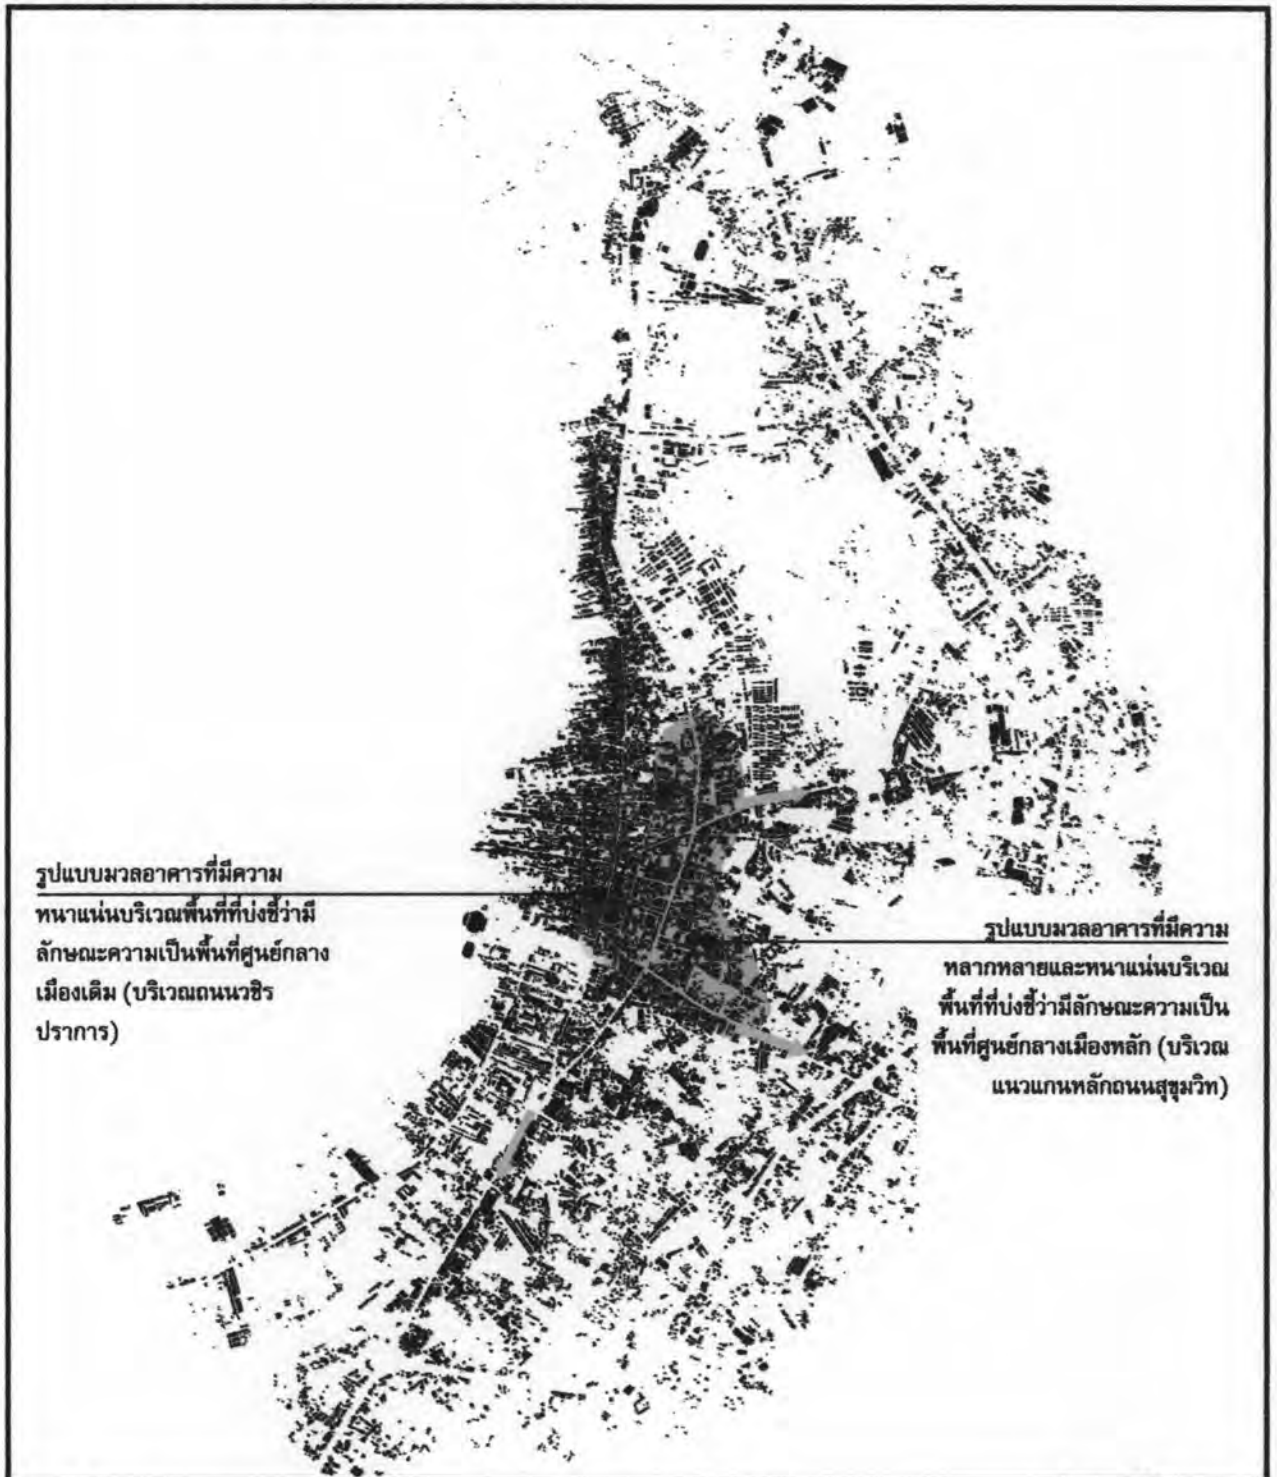 รูปแบบมวลอาคารที่มีความ
หนาแน่นบริเวณพื้นที่ที่บ่งชี้ว่ามี
ลักษณะความเป็นพื้นที่ศูนย์กลาง
เมืองเดิม (บริเวณถนนวชิร
ปราการ)
รูปแบบมวลอาคารที่มีความ
หลากหลายและหนาแน่นบริเวณ
พื้นที่ที่บ่งชี้ว่ามีลักษณะความเป็น
พื้นที่ศูนย์กลางเมืองหลัก (บริเวณ
แนวแกนหลักถนนสุขุมวิท)